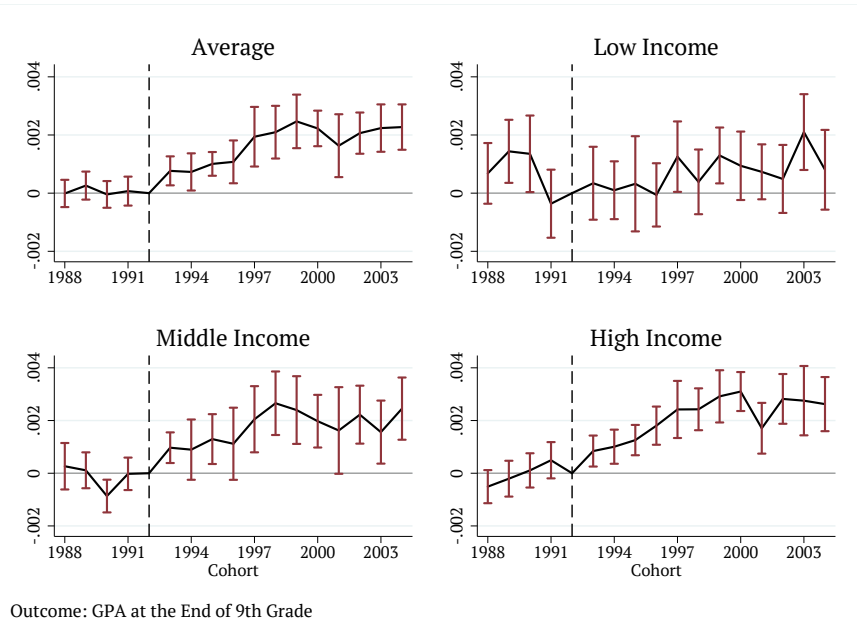 Average
.004
.002
0
-.002
1988 1991 1994 1997 2000 2003
Low Income
.004
.002
0
-.002
1988 1991 1994 1997 2000 2003
Middle Income
.004
.002
0
-.002
1988 1991 1994 1997 2000 2003
Cohort
High Income
.004
.002
0
-.002
1988 1991 1994 1997 2000 2003
Cohort
Outcome: GPA at the End of 9th Grade